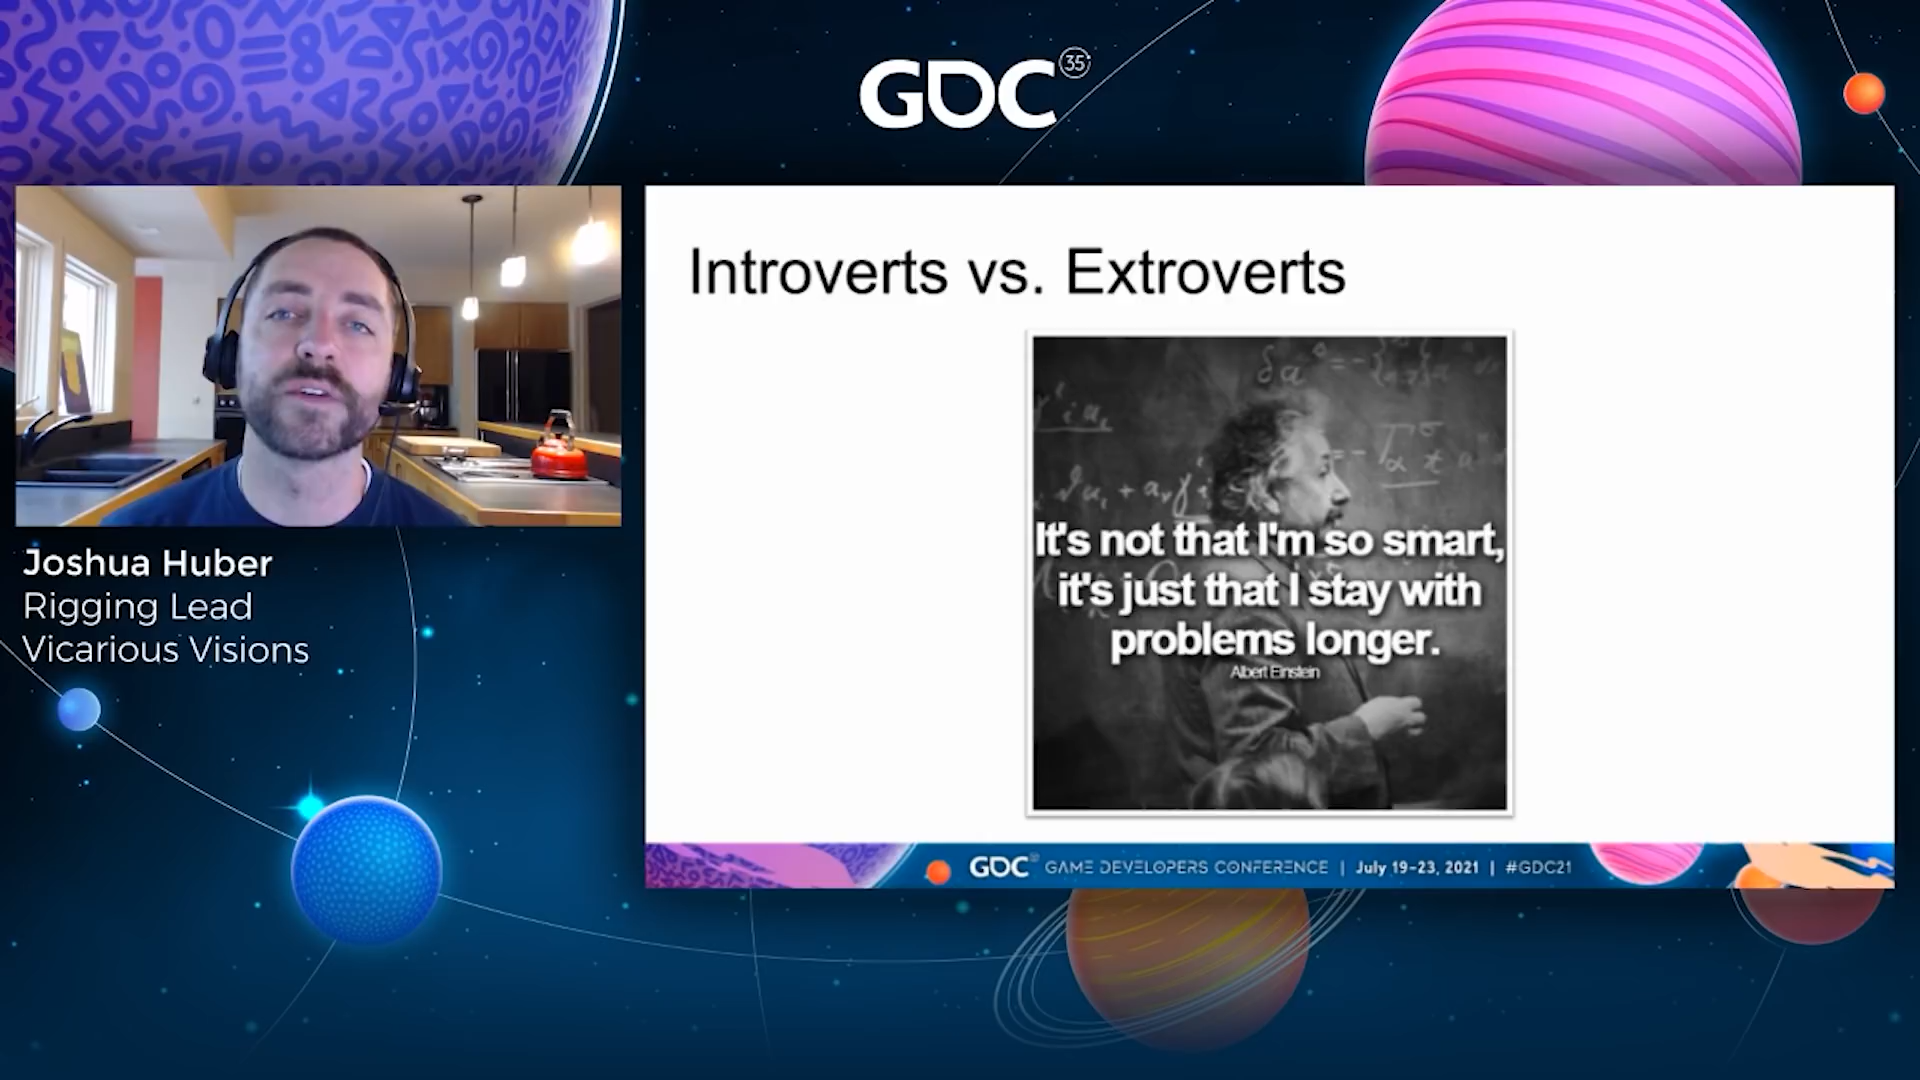 GDC 35
Introverts vs. Extroverts
It's not that I'm so smart,
it's just that I stay with
problems longer.
Albert Einstein
Joshua Huber
Rigging Lead
Vicarious Visions
GDC GAME DEVELOPERS CONFERENCE | July 19-23, 2021 | #GDC21